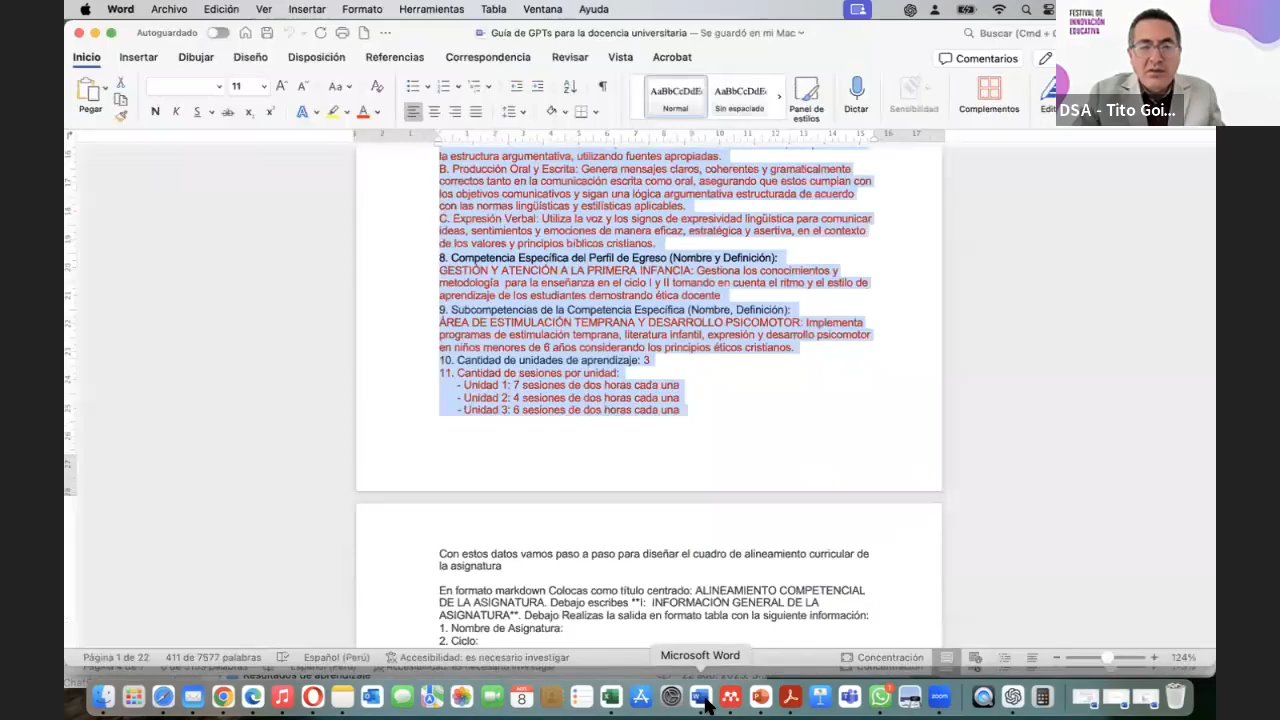 Word Archivo Edición Ver Insertar Formato Herramientas Tabla Ventana Ayuda
Autoguardado Guía de GPTs para la docencia universitaria — Se guardó en mi Mac Buscar (Cmd +
Inicio Insertar Dibujar Diseño Disposición Referencias Correspondencia Revisar Vista Acrobat Comentarios
Pegar 11 AaBbCcDdEe Normal AaBbCcDdEe Sin espaciado Panel de estilos Dictar Sensibilidad Complementos
FESTIVAL DE
INNOVACIÓN
EDUCATIVA
DSA - Tito Goi...
la estructura argumentativa, utilizando fuentes apropiadas.
B. Producción Oral y Escrita: Genera mensajes claros, coherentes y gramaticalmente
correctos tanto en la comunicación escrita como oral, asegurando que estos cumplan con
los objetivos comunicativos y sigan una lógica argumentativa estructurada de acuerdo
con las normas lingüísticas y estilísticas aplicables.
C. Expresión Verbal: Utiliza la voz y los signos de expresividad lingüística para comunicar
ideas, sentimientos y emociones de manera eficaz, estratégica y asertiva, en el contexto
de los valores y principios bíblicos cristianos.
8. Competencia Específica del Perfil de Egreso (Nombre y Definición):
GESTIÓN Y ATENCIÓN A LA PRIMERA INFANCIA: Gestiona los conocimientos y
metodología para la enseñanza en el ciclo I y II tomando en cuenta el ritmo y el estilo de
aprendizaje de los estudiantes demostrando ética docente
9. Subcompetencias de la Competencia Específica (Nombre, Definición):
ÁREA DE ESTIMULACIÓN TEMPRANA Y DESARROLLO PSICOMOTOR: Implementa
programas de estimulación temprana, literatura infantil, expresión y desarrollo psicomotor
en niños menores de 6 años considerando los principios éticos cristianos.
10. Cantidad de unidades de aprendizaje: 3
11. Cantidad de sesiones por unidad:
- Unidad 1: 7 sesiones de dos horas cada una
- Unidad 2: 4 sesiones de dos horas cada una
- Unidad 3: 6 sesiones de dos horas cada una
Con estos datos vamos paso a paso para diseñar el cuadro de alineamiento curricular de
la asignatura
En formato markdown Colocas como título centrado: ALINEAMIENTO COMPETENCIAL
DE LA ASIGNATURA. Debajo escribes **I: INFORMACIÓN GENERAL DE LA
ASIGNATURA**. Debajo Realizas la salida en formato tabla con la siguiente información:
1. Nombre de Asignatura:
2. Ciclo:
Microsoft Word
Página 1 de 22 411 de 7577 palabras Español (Perú) Accesibilidad: es necesario investigar Concentración 124%